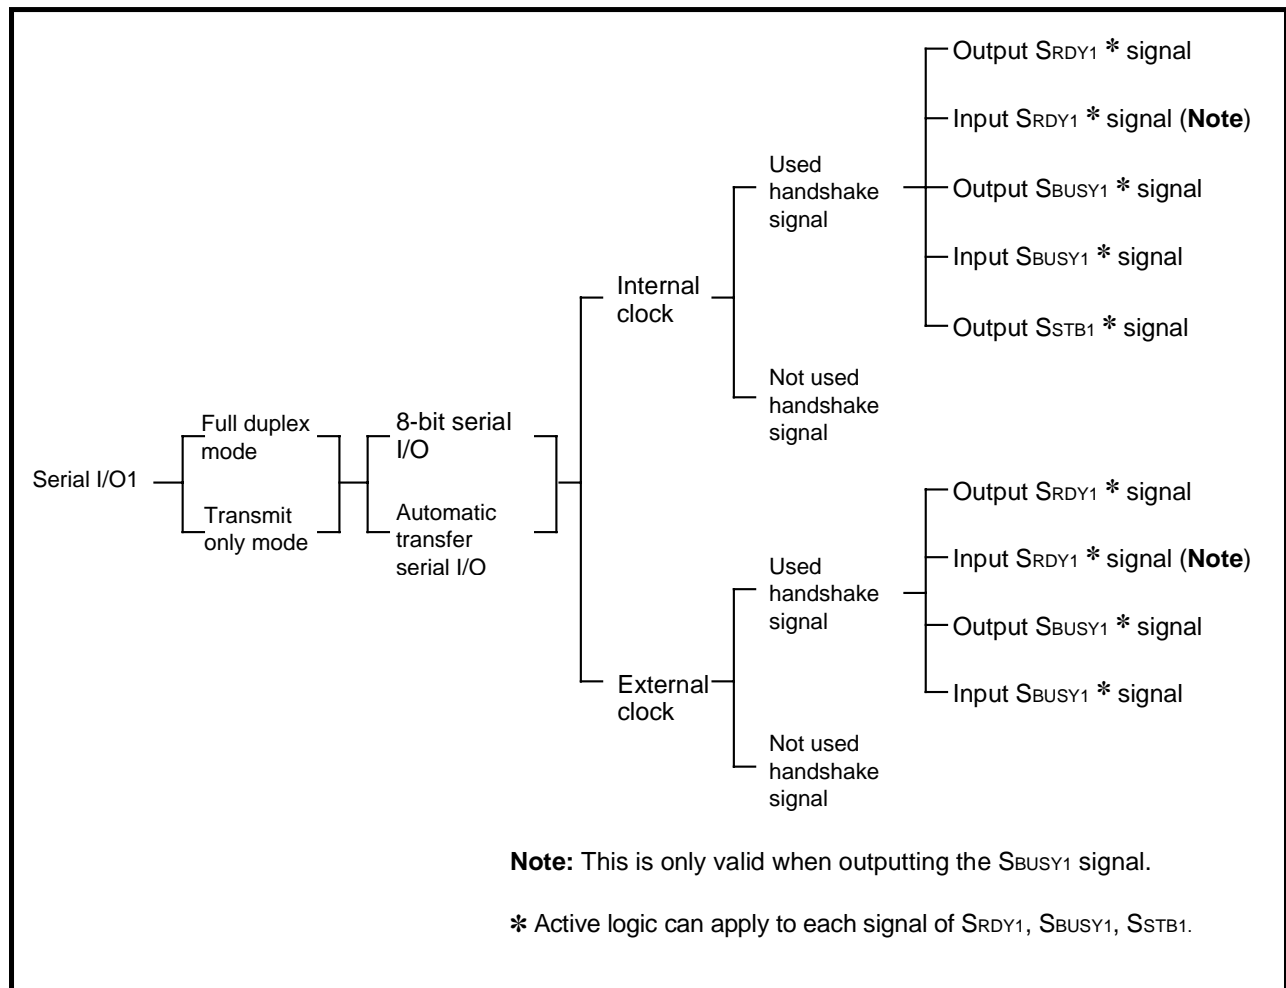 Serial I/O1
Full duplex
mode
Transmit
only mode
8-bit serial
I/O
Automatic
transfer
serial I/O
Internal
clock
Used
handshake
signal
Output SRDY1 * signal
Input SRDY1 * signal (Note)
Output SBUSY1 * signal
Input SBUSY1 * signal
Output SSTB1 * signal
Not used
handshake
signal
External
clock
Used
handshake
signal
Output SRDY1 * signal
Input SRDY1 * signal (Note)
Output SBUSY1 * signal
Input SBUSY1 * signal
Not used
handshake
signal
Note: This is only valid when outputting the SBUSY1 signal.
* Active logic can apply to each signal of SRDY1, SBUSY1, SSTB1.